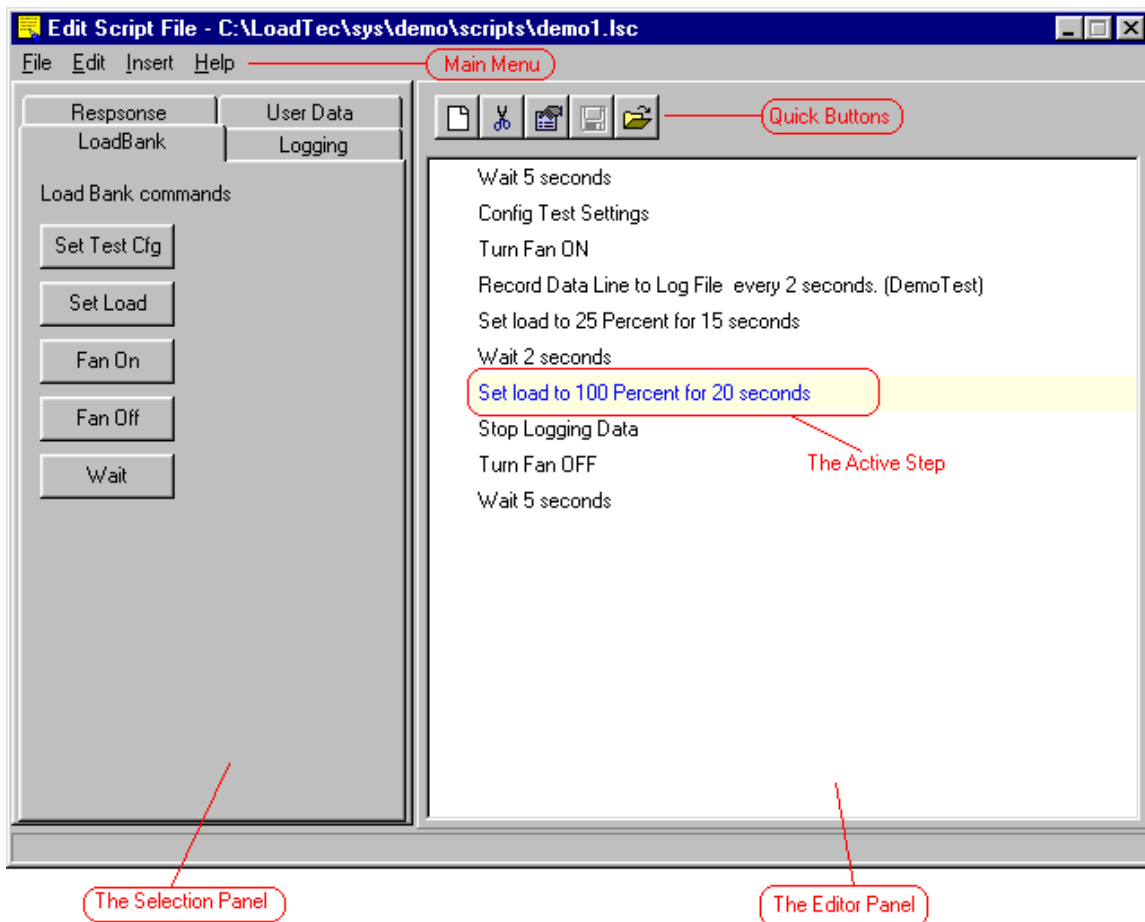 Edit Script File - C:\LoadTec\sys\demo\scripts\demo1.lsc
File Edit Insert Help
Main Menu
Respsonse
User Data
LoadBank
Logging
Quick Buttons
Load Bank commands
Set Test Cfg
Set Load
Fan On
Fan Off
Wait
Wait 5 seconds
Config Test Settings
Turn Fan ON
Record Data Line to Log File  every 2 seconds. (DemoTest)
Set load to 25 Percent for 15 seconds
Wait 2 seconds
Set load to 100 Percent for 20 seconds
Stop Logging Data
Turn Fan OFF
The Active Step
Wait 5 seconds
The Selection Panel
The Editor Panel